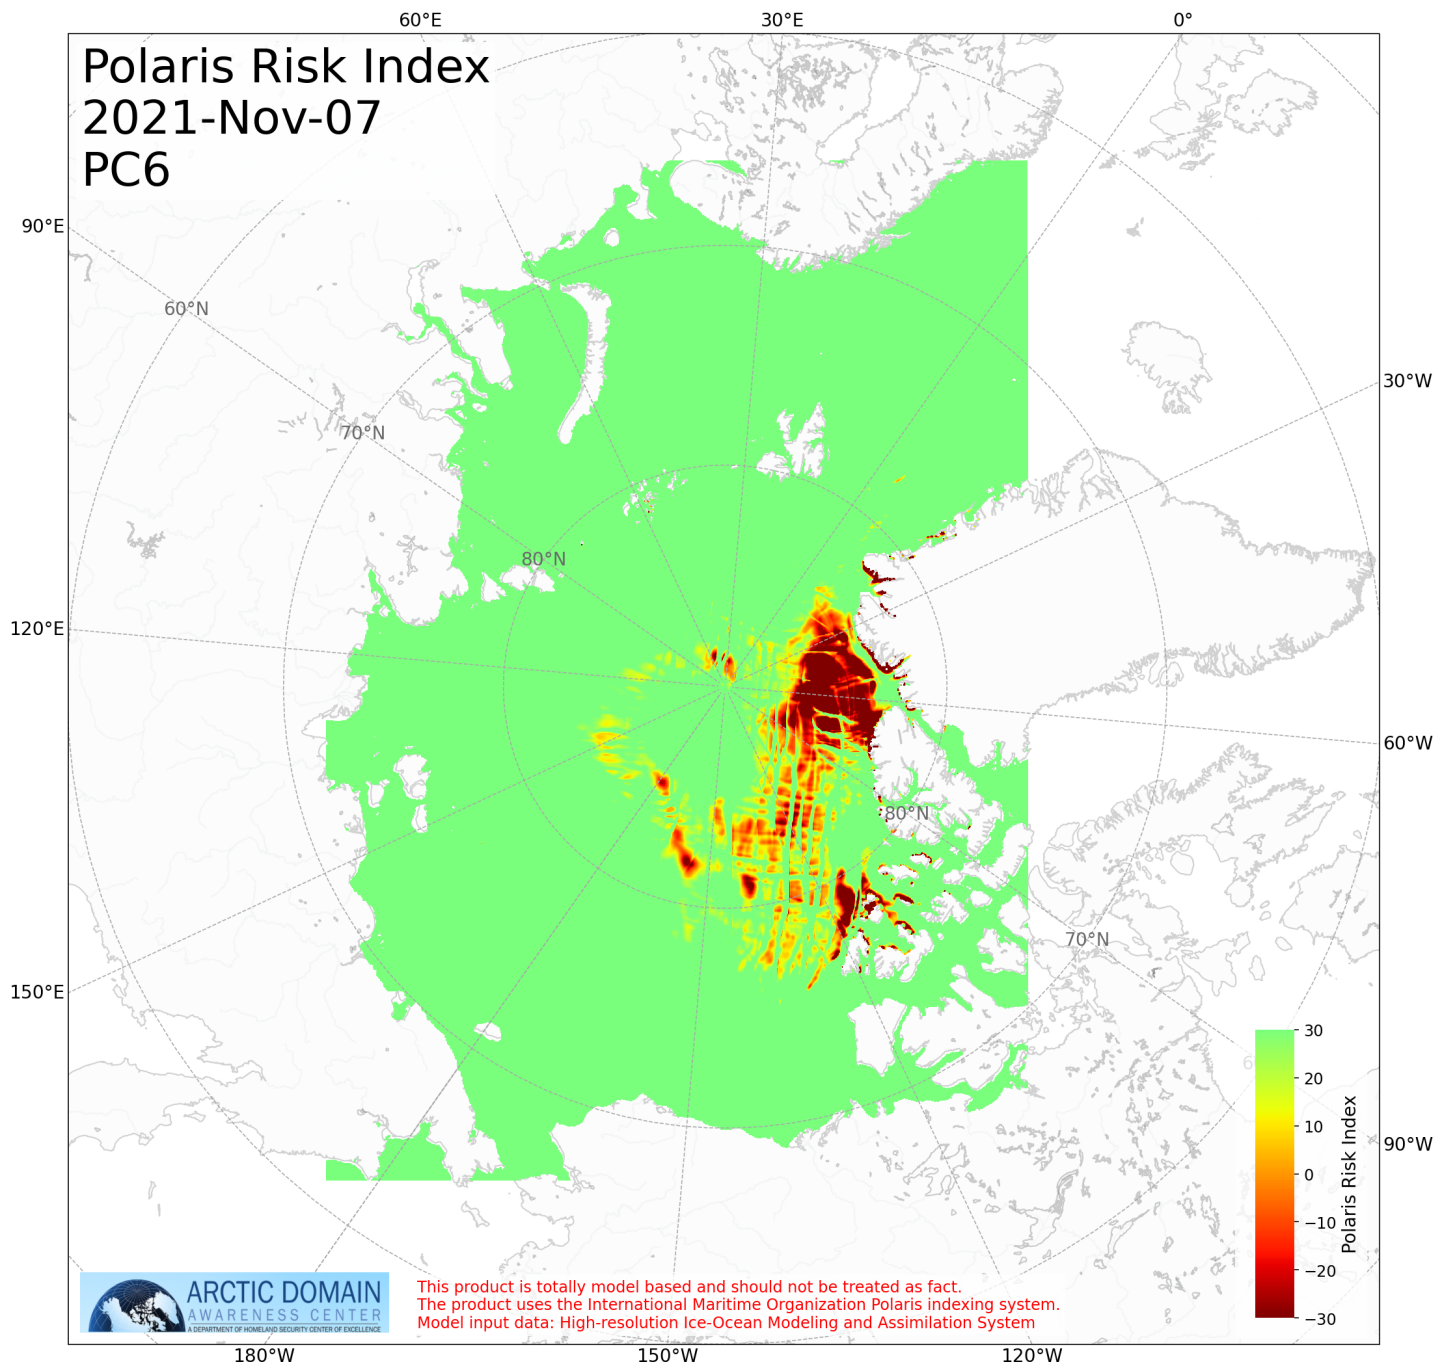 60°E
30°E
0°
Polaris Risk Index
2021-Nov-07
PC6
90°E
60°N
30°W
70°N
80°N
120°E
60°W
80°N
70°N
150°E
30
20
10
0
−10
−20
−30
Polaris Risk Index
90°W
ARCTIC DOMAIN
AWARENESS CENTER
A DEPARTMENT OF HOMELAND SECURITY CENTER OF EXCELLENCE
This product is totally model based and should not be treated as fact.
The product uses the International Maritime Organization Polaris indexing system.
Model input data: High-resolution Ice-Ocean Modeling and Assimilation System
180°W
150°W
120°W